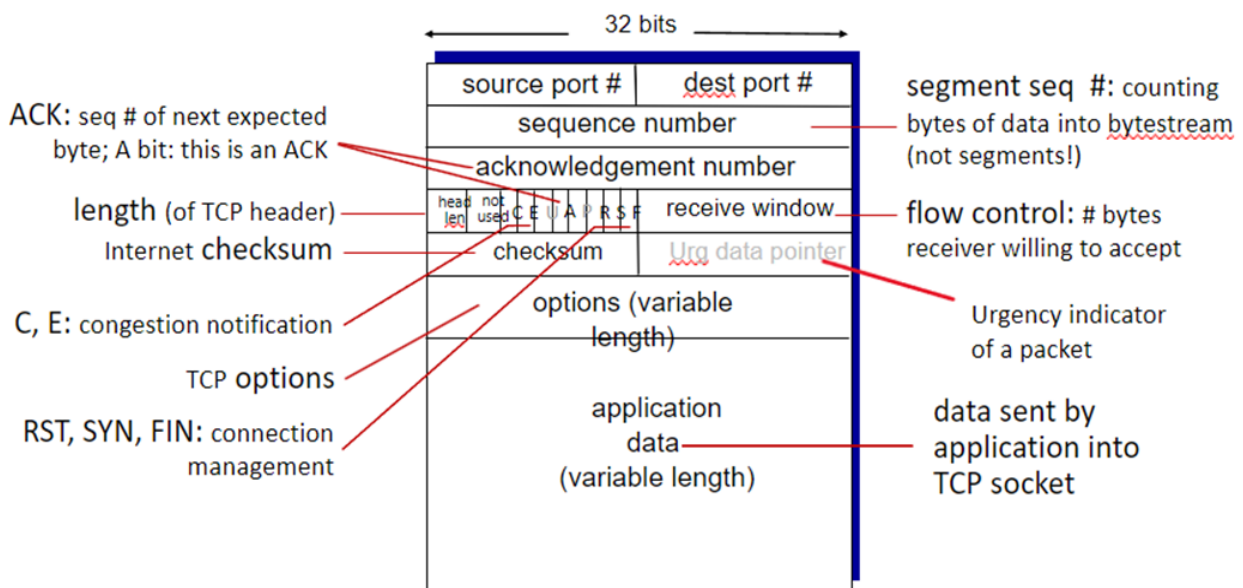 32 bits
source port #
dest port #
sequence number
acknowledgement number
head
len
not
used
C E U A P R S F
receive window
checksum
Urg data pointer
options (variable
length)
application
data
(variable length)
ACK: seq # of next expected
byte; A bit: this is an ACK
length (of TCP header)
Internet checksum
C, E: congestion notification
TCP options
RST, SYN, FIN: connection
management
segment seq #: counting
bytes of data into bytestream
(not segments!)
flow control: # bytes
receiver willing to accept
Urgency indicator
of a packet
data sent by
application into
TCP socket